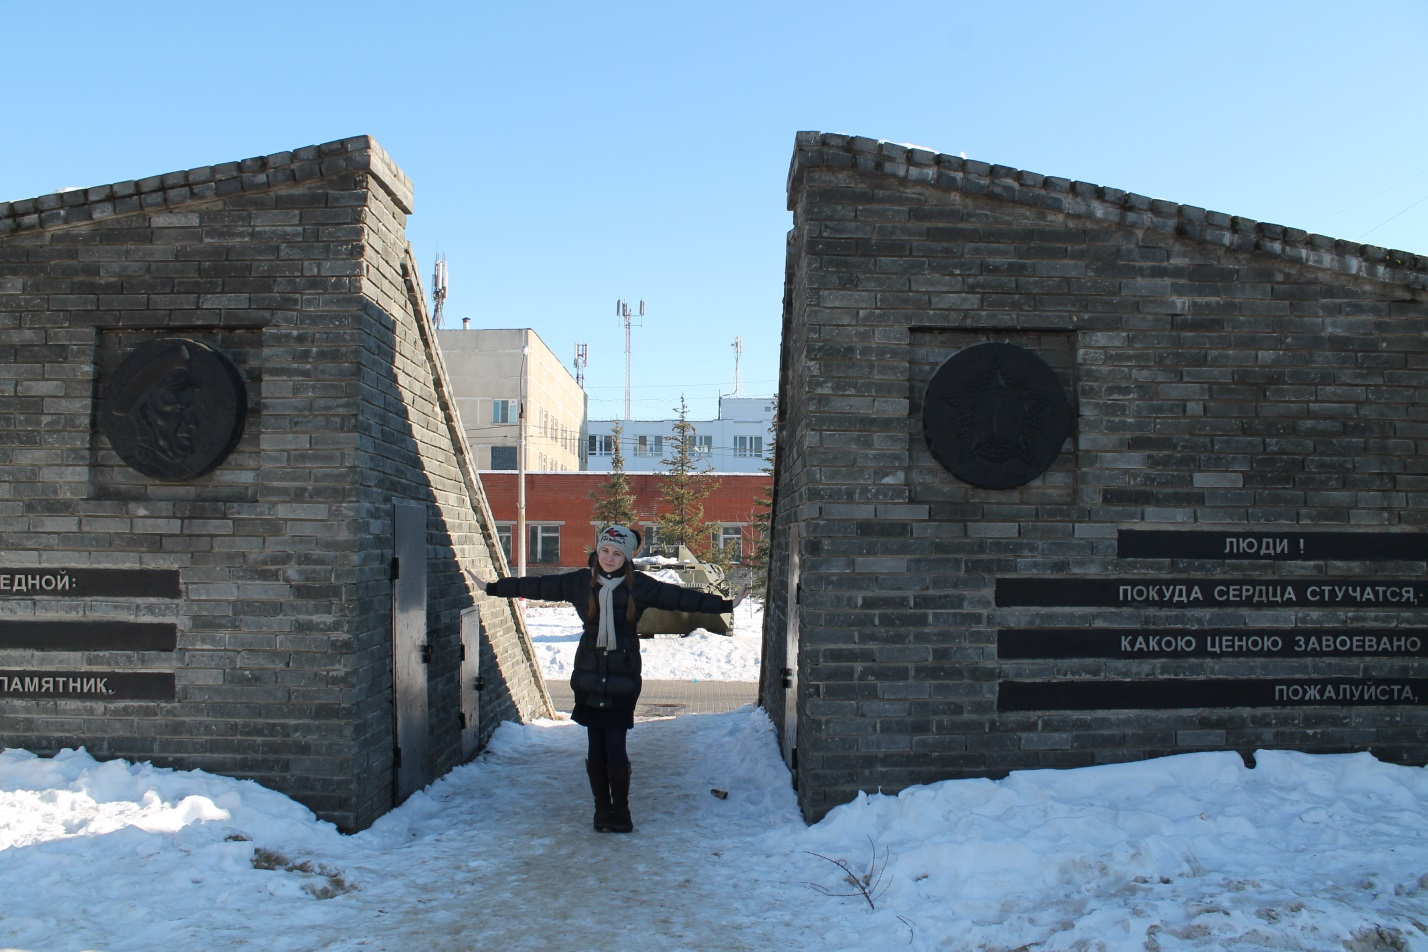 ЕДНОЙ:
ПАМЯТНИК,
ЛЮДИ !
ПОКУДА СЕРДЦА СТУЧАТСЯ,
КАКОЮ ЦЕНОЮ ЗАВОЕВАНО
ПОЖАЛУЙСТА